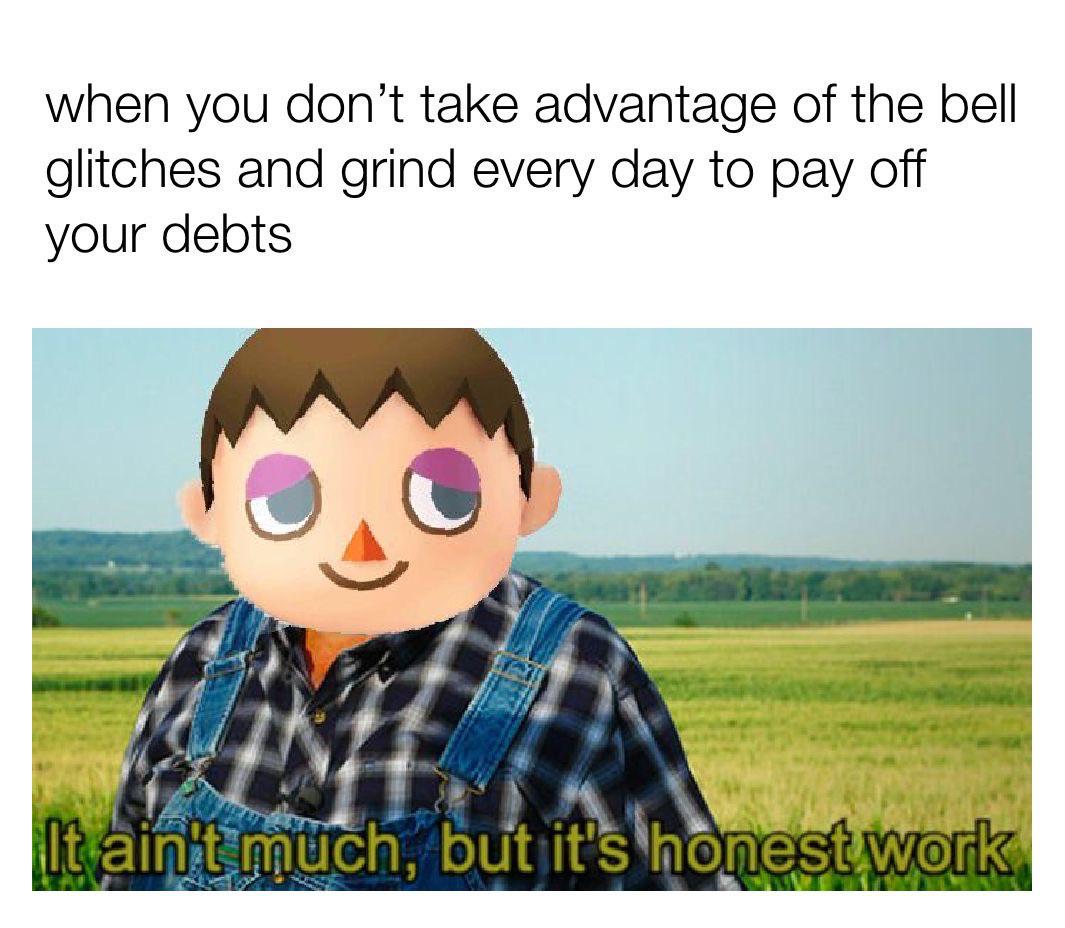 when you don’t take advantage of the bell
glitches and grind every day to pay off
your debts
It ain't much, but it's honest work